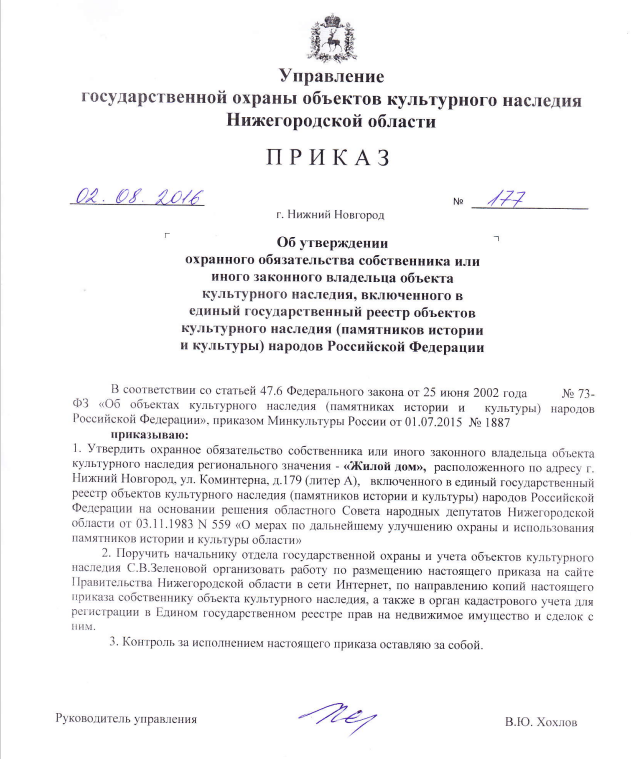 Управление
государственной охраны объектов культурного наследия
Нижегородской области
ПРИКАЗ
02.08.2016 № 177
г. Нижний Новгород
Об утверждении
охранного обязательства собственника или
иного законного владельца объекта
культурного наследия, включенного в
единый государственный реестр объектов
культурного наследия (памятников истории
и культуры) народов Российской Федерации
В соответствии со статьей 47.6 Федерального закона от 25 июня 2002 года № 73-
ФЗ «Об объектах культурного наследия (памятниках истории и культуры) народов
Российской Федерации», приказом Минкультуры России от 01.07.2015 № 1887
приказываю:
1. Утвердить охранное обязательство собственника или иного законного владельца объекта
культурного наследия регионального значения - «Жилой дом», расположенного по адресу г.
Нижний Новгород, ул. Коминтерна, д.179 (литер А), включенного в единый государственный
реестр объектов культурного наследия (памятников истории и культуры) народов Российской
Федерации на основании решения областного Совета народных депутатов Нижегородской
области от 03.11.1983 N 559 «О мерах по дальнейшему улучшению охраны и использования
памятников истории и культуры области»
2. Поручить начальнику отдела государственной охраны и учета объектов культурного
наследия С.В.Зеленовой организовать работу по размещению настоящего приказа на сайте
Правительства Нижегородской области в сети Интернет, по направлению копий настоящего
приказа собственнику объекта культурного наследия, а также в орган кадастрового учета для
регистрации в Едином государственном реестре прав на недвижимое имущество и сделок с
ним.
3. Контроль за исполнением настоящего приказа оставляю за собой.
Руководитель управления В.Ю. Хохлов